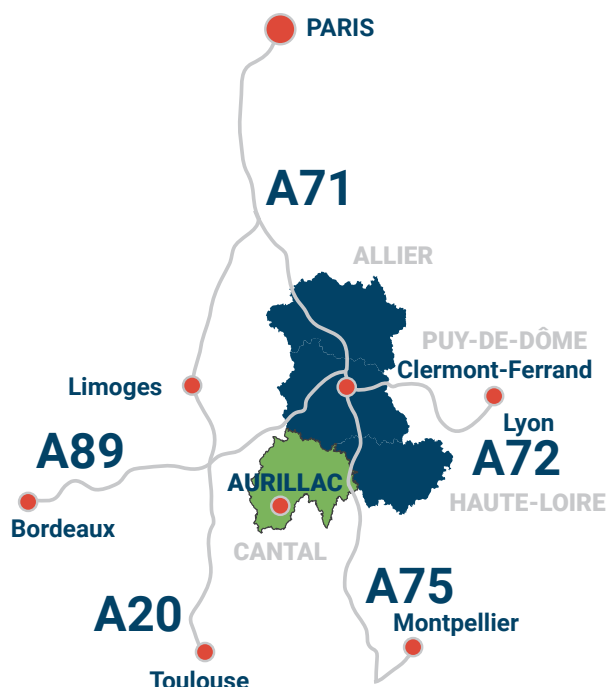 PARIS
A71
ALLIER
PUY-DE-DÔME
Clermont-Ferrand
Limoges
Lyon
A89
A72
AURILLAC
HAUTE-LOIRE
Bordeaux
CANTAL
A75
A20
Montpellier
Toulouse